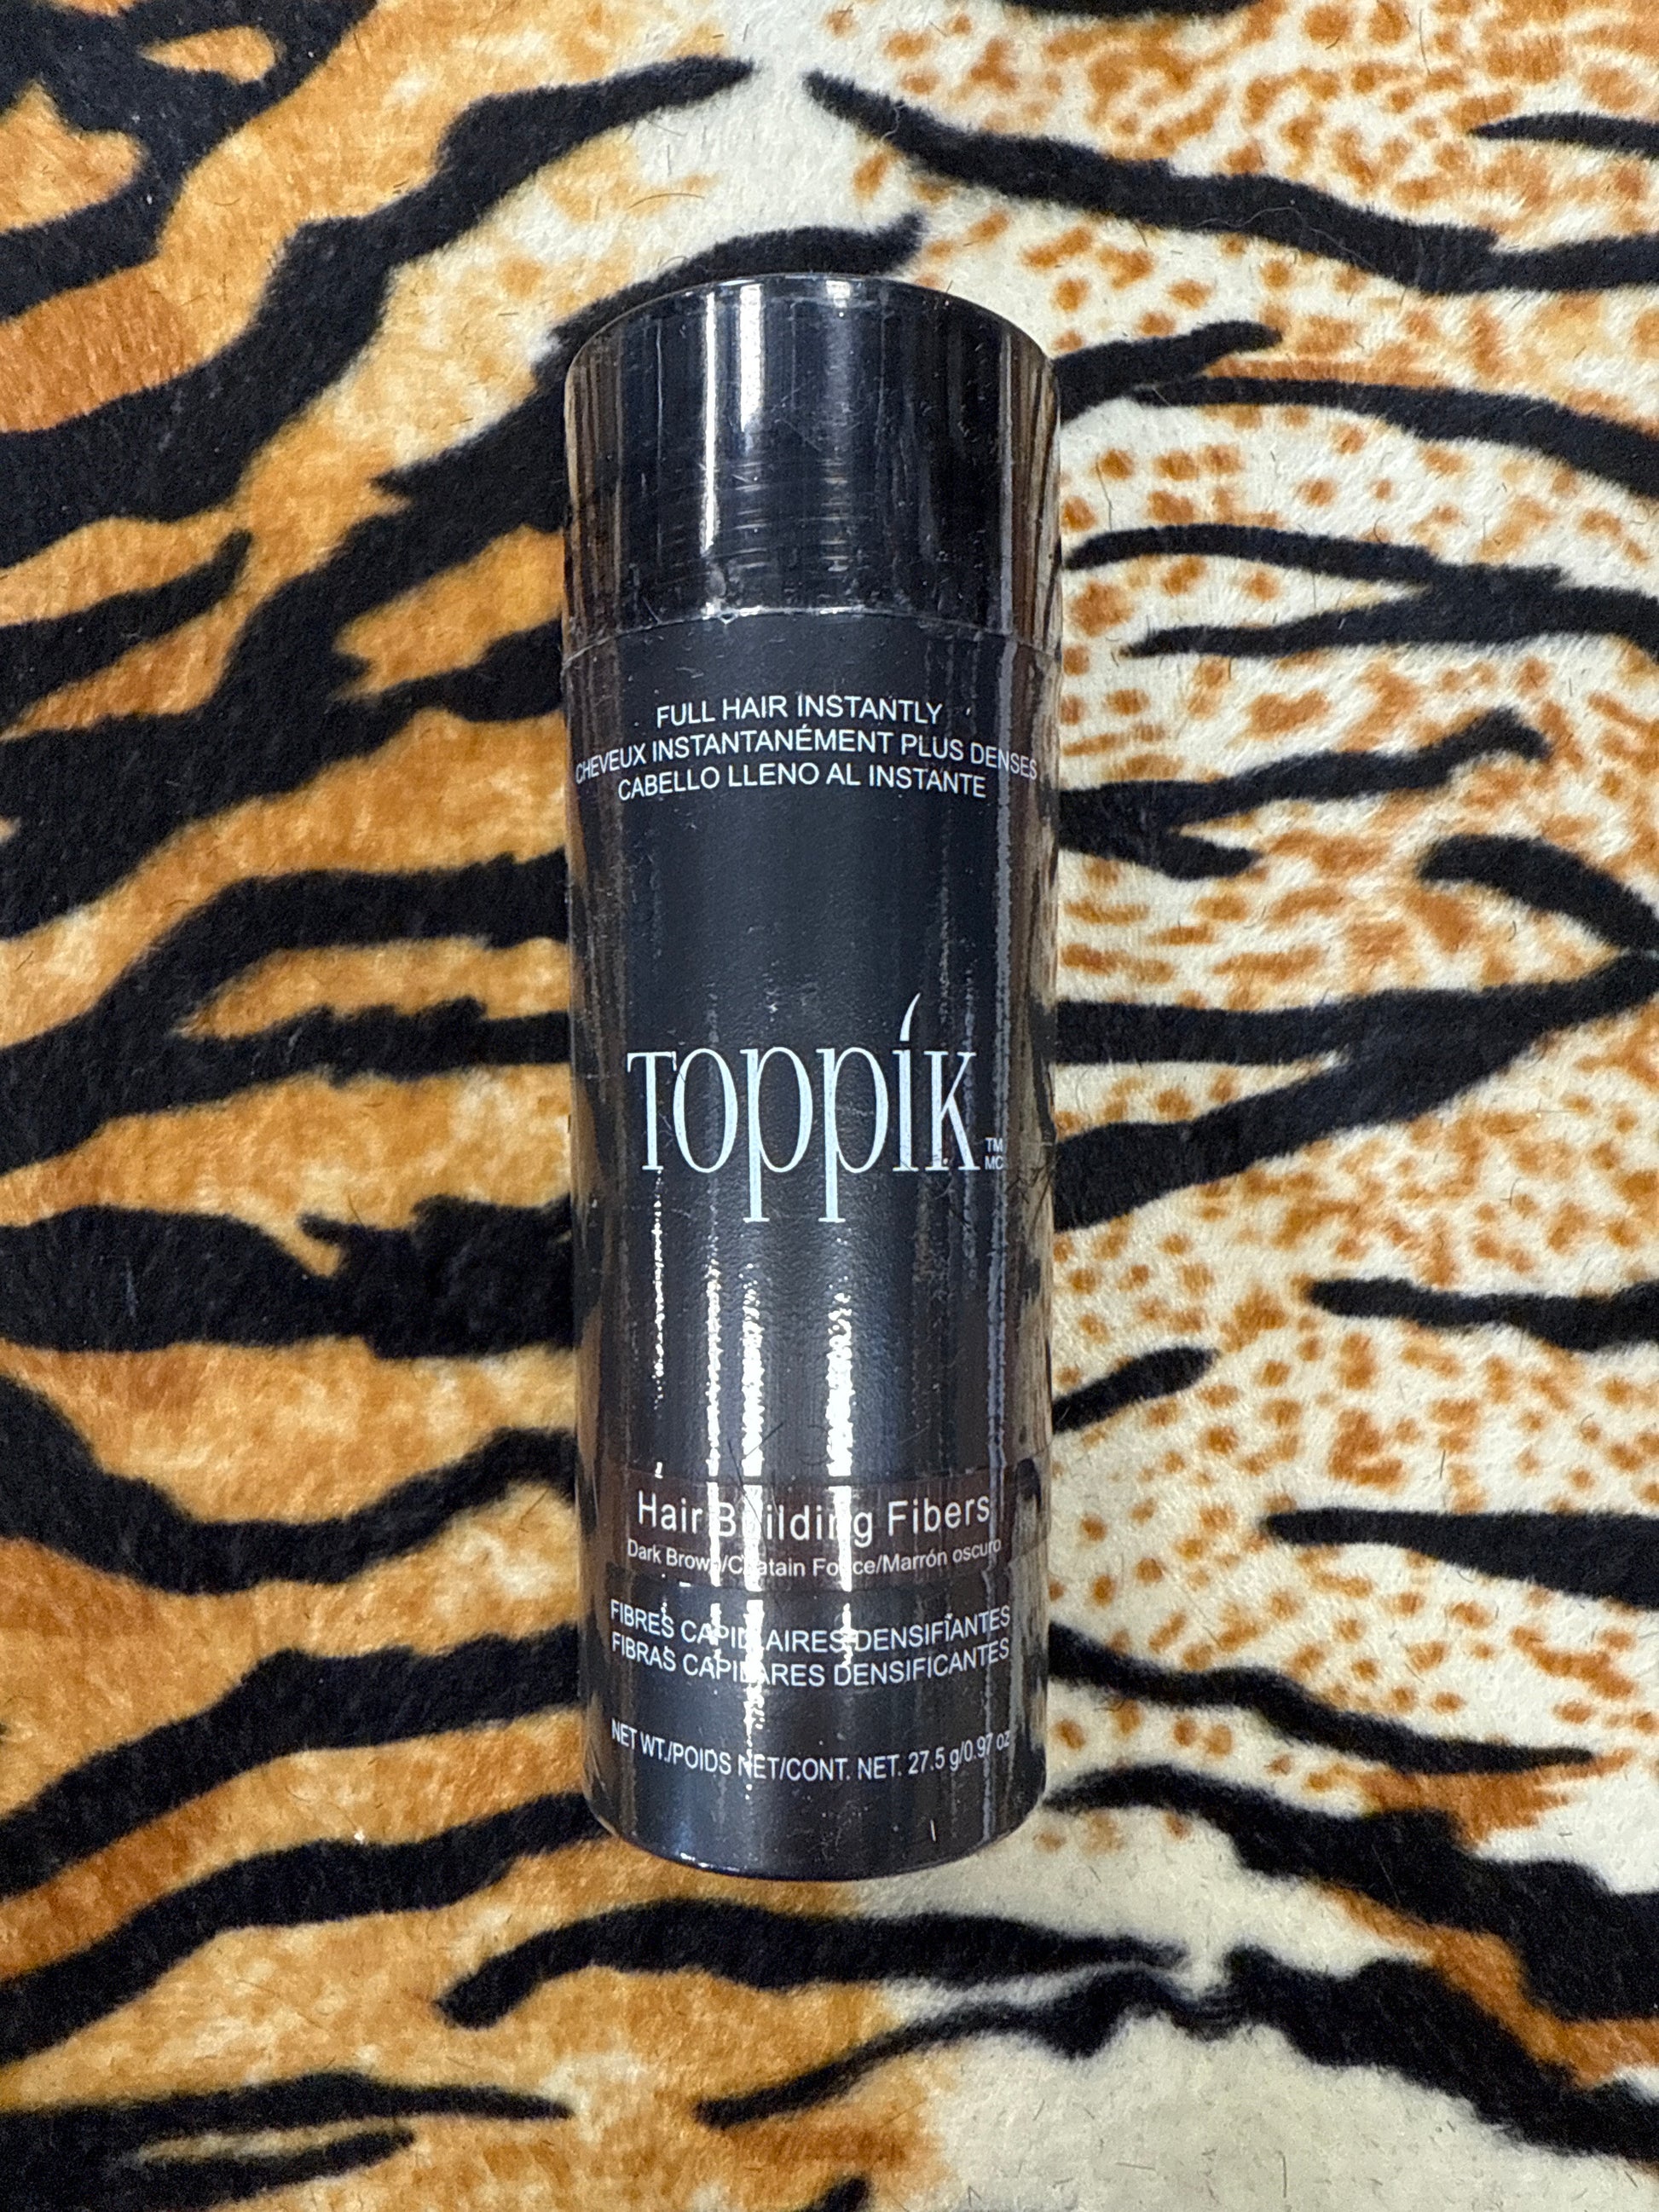 FULL HAIR INSTANTLY
CHEVEUX INSTANTANÉMENT PLUS DENSES
CABELLO LLENO AL INSTANTE
Toppik
TM
MC
Hair Building Fibers
Dark Brown/Chatain Fonce/Marrón oscuro
FIBRES CAPILLAIRES DENSIFIANTES
FIBRAS CAPILARES DENSIFICANTES
NET WT./POIDS NET/CONT. NET. 27.5 g/0.97 oz